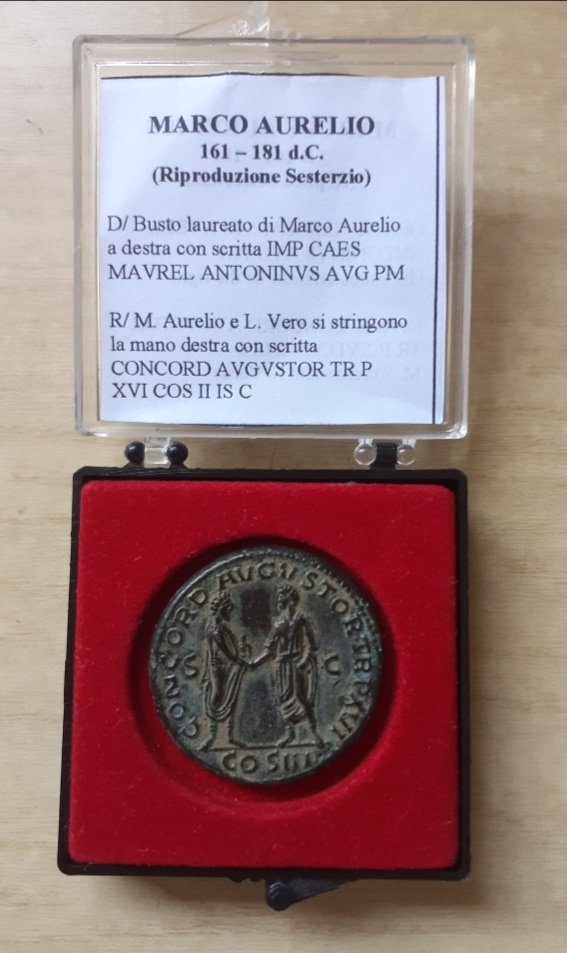 MARCO AURELIO
161 – 181 d.C.
(Riproduzione Sesterzio)
D/ Busto laureato di Marco Aurelio
a destra con scritta IMP CAES
MAVREL ANTONINVS AVG PM
R/ M. Aurelio e L. Vero si stringono
la mano destra con scritta
CONCORD AVGVSTOR TR P
XVI COS II IS C
CONCORD AVGVSTOR TR P XVI
S C
COS III